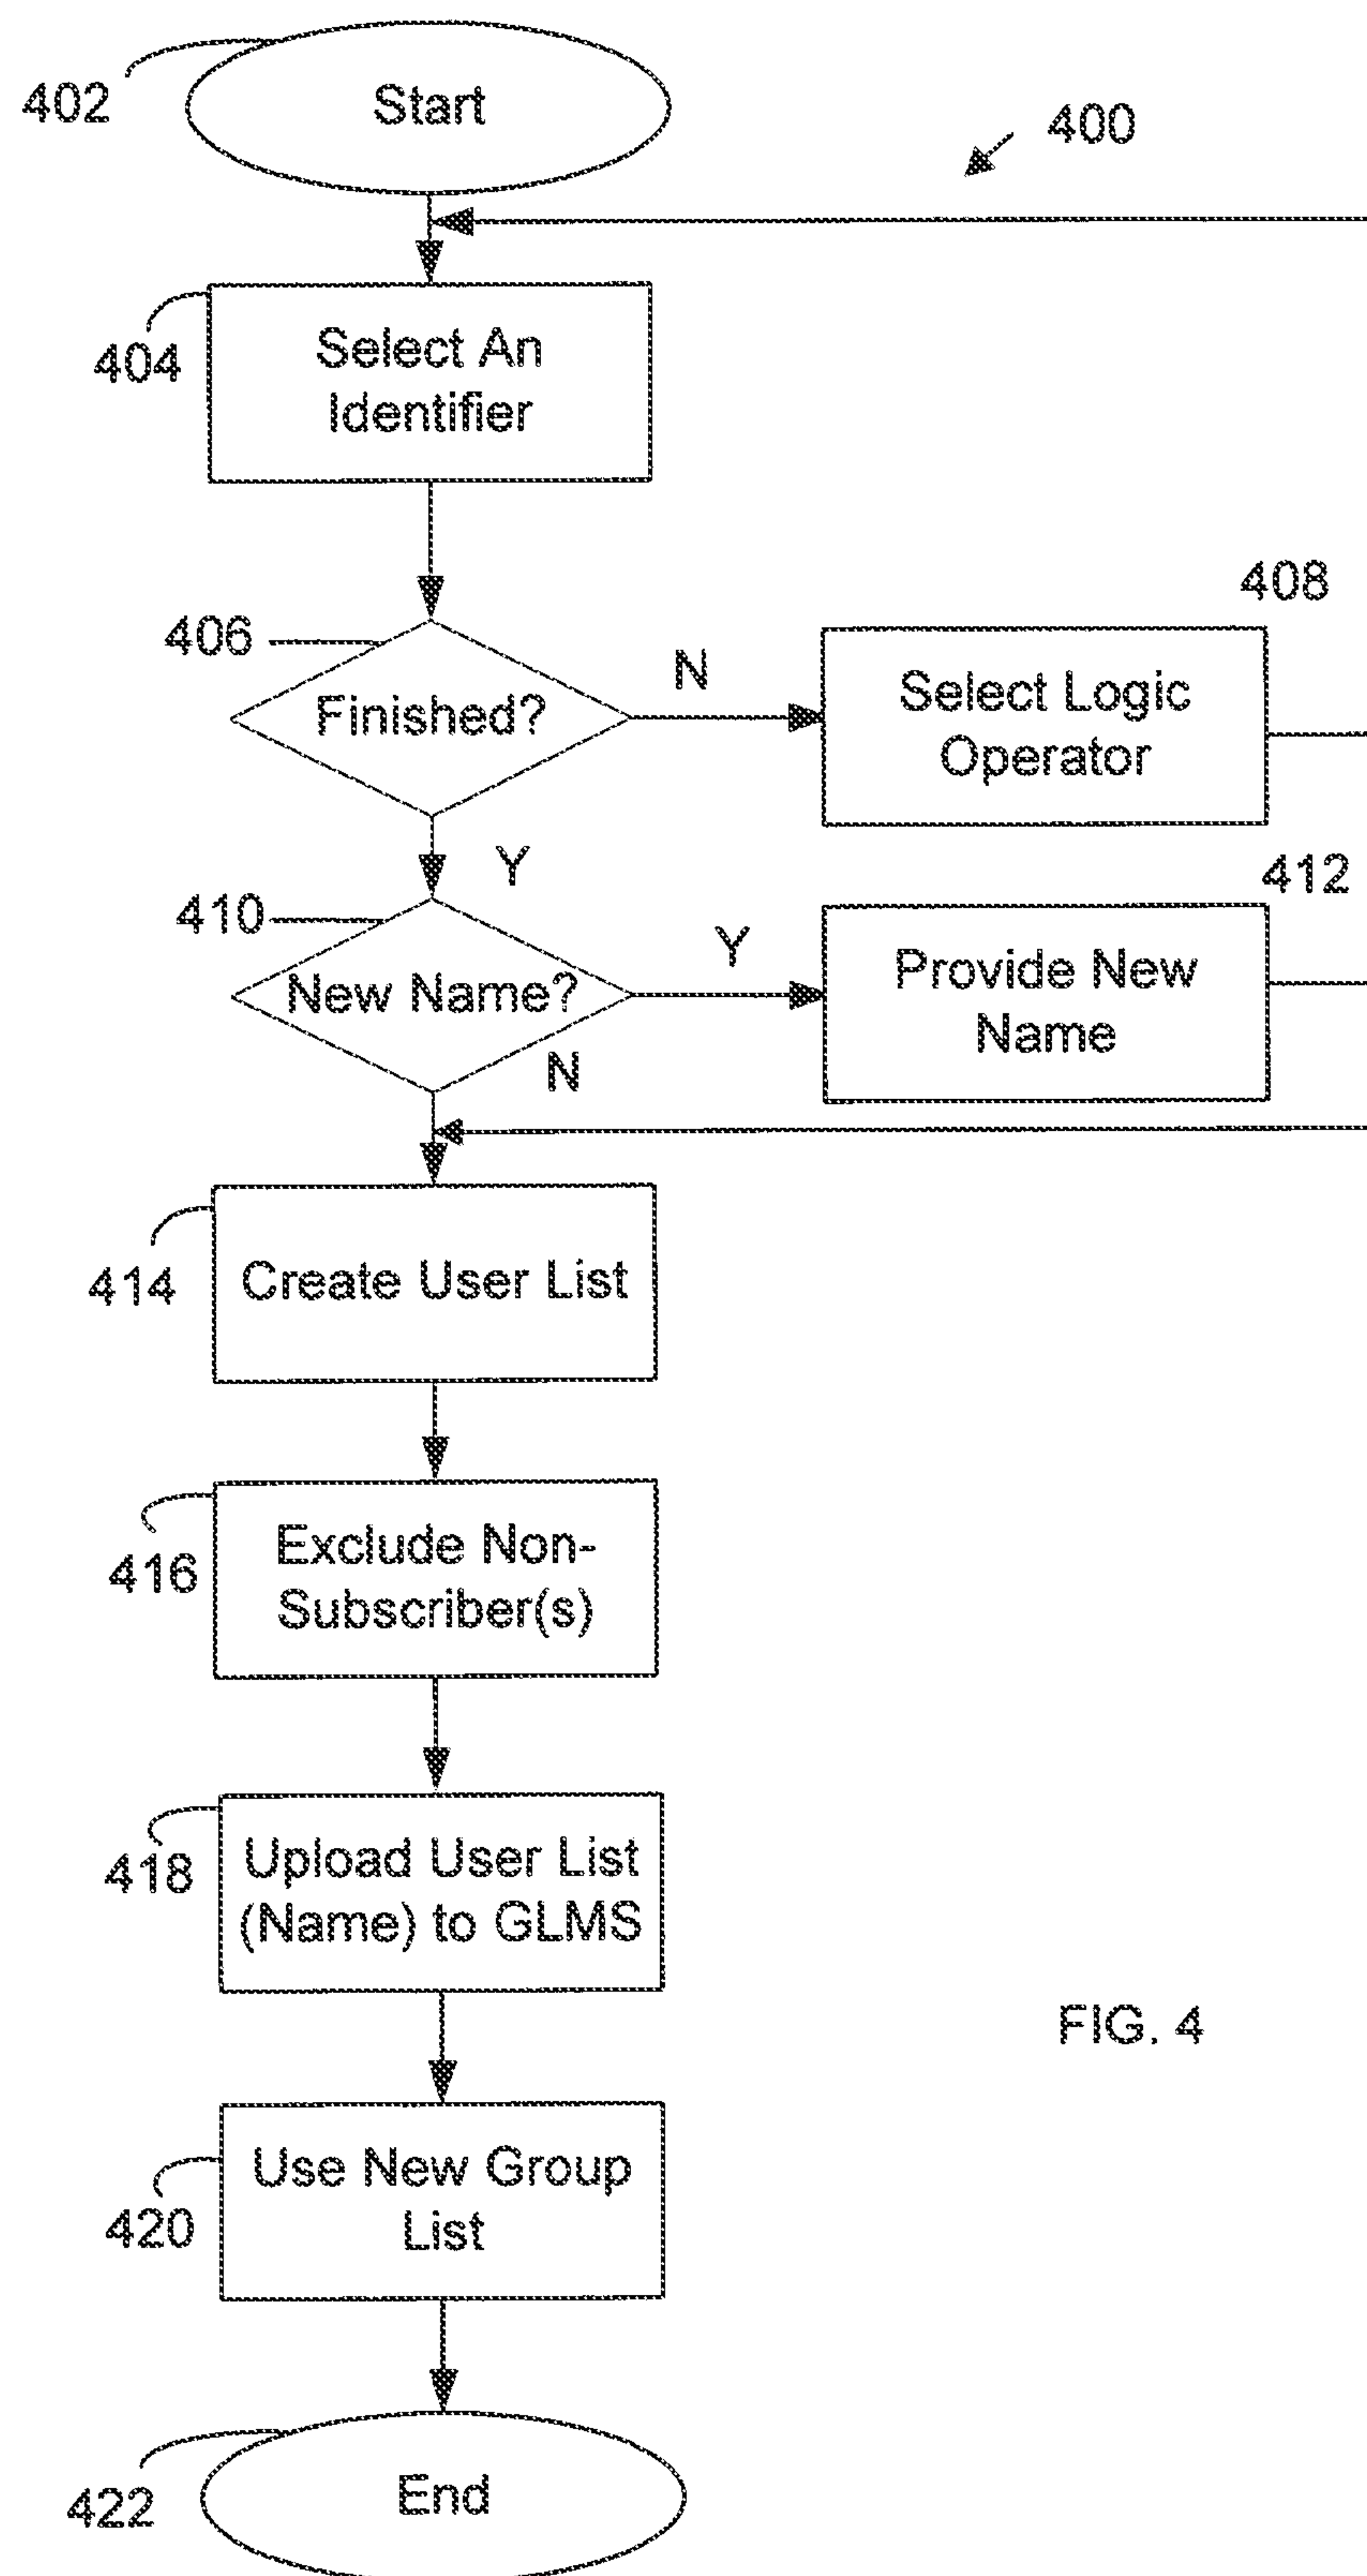 402
Start
400
404
Select An
Identifier
408
406
Finished?
N
Select Logic
Operator
Y
412
410
New Name?
Y
Provide New
Name
N
414
Create User List
416
Exclude Non-
Subscriber(s)
418
Upload User List
(Name) to GLMS
FIG. 4
420
Use New Group
List
422
End